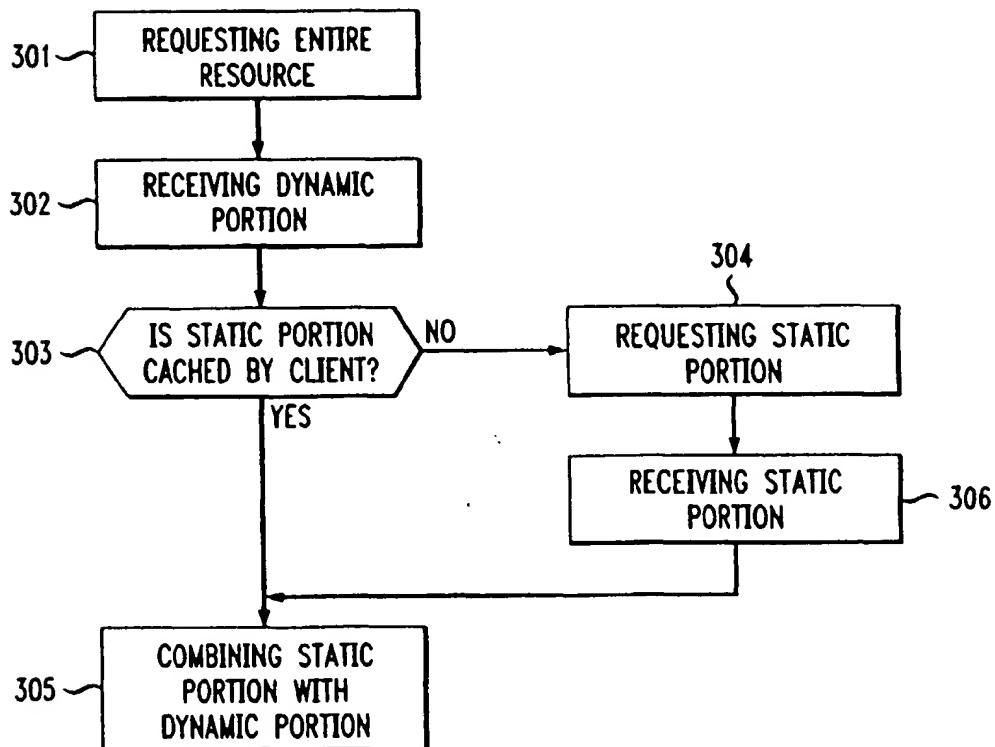 301
REQUESTING ENTIRE
RESOURCE
302
RECEIVING DYNAMIC
PORTION
303
IS STATIC PORTION
CACHED BY CLIENT?
NO
YES
304
REQUESTING STATIC
PORTION
RECEIVING STATIC
PORTION
306
305
COMBINING STATIC
PORTION WITH
DYNAMIC PORTION